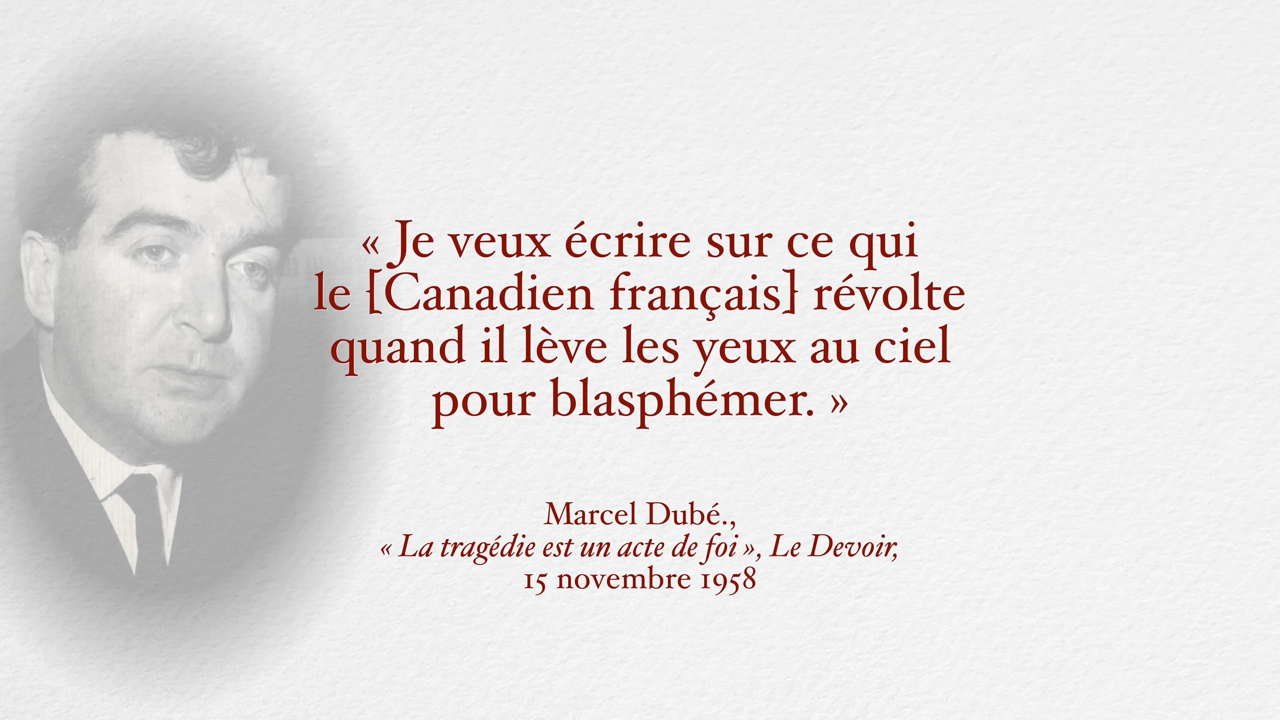 « Je veux écrire sur ce qui
le [Canadien français] révolte
quand il lève les yeux au ciel
pour blasphémer. »
Marcel Dubé.,
« La tragédie est un acte de foi », Le Devoir,
15 novembre 1958